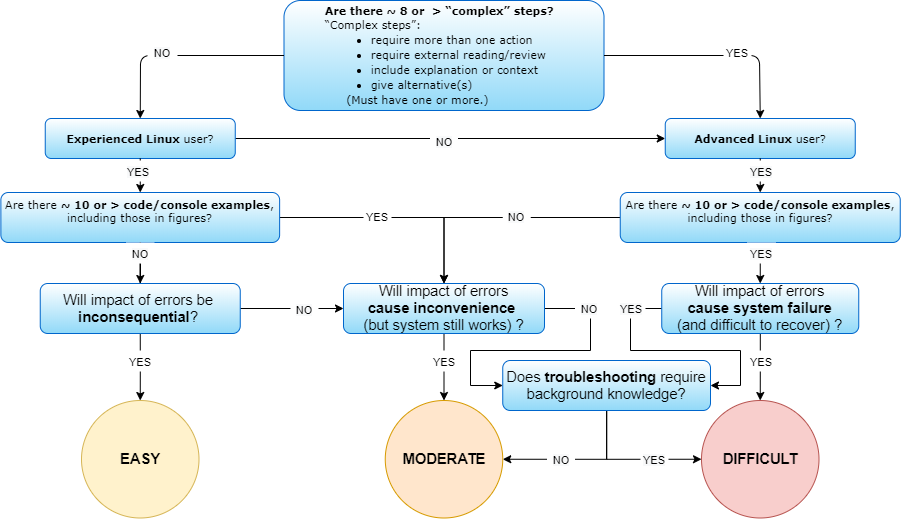 Are there ~ 8 or > “complex” steps?
“Complex steps”:
• require more than one action
• require external reading/review
• include explanation or context
• give alternative(s)
(Must have one or more.)
NO
YES
Experienced Linux user?
NO
Advanced Linux user?
YES
YES
Are there ~ 10 or > code/console examples,
including those in figures?
YES
NO
Are there ~ 10 or > code/console examples,
including those in figures?
NO
YES
Will impact of errors be
inconsequential?
NO
Will impact of errors
cause inconvenience
(but system still works) ?
NO
YES
Will impact of errors
cause system failure
(and difficult to recover) ?
YES
YES
YES
Does troubleshooting require
background knowledge?
EASY
MODERATE
NO
YES
DIFFICULT